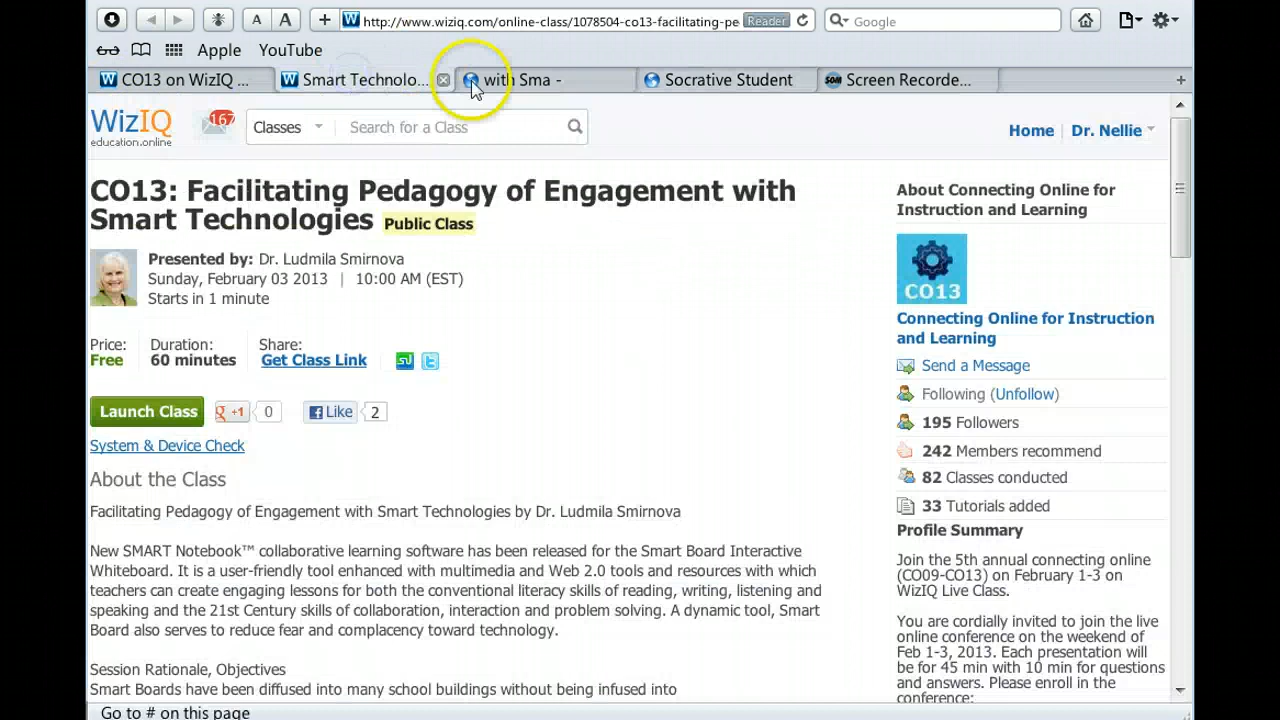 A A + http://www.wiziq.com/online-class/1078504-co13-facilitating-pe Reader Google
Apple YouTube
CO13 on WizIQ ... Smart Technolo... with Sma - Socrative Student Screen Recorde... +
WizIQ
education.online
167
Classes Search for a Class
Home Dr. Nellie
CO13: Facilitating Pedagogy of Engagement with
Smart Technologies Public Class
Presented by: Dr. Ludmila Smirnova
Sunday, February 03 2013 | 10:00 AM (EST)
Starts in 1 minute
Price: Duration: Share:
Free 60 minutes Get Class Link
Launch Class +1 0 Like 2
System & Device Check
About the Class
Facilitating Pedagogy of Engagement with Smart Technologies by Dr. Ludmila Smirnova
New SMART Notebook™ collaborative learning software has been released for the Smart Board Interactive
Whiteboard. It is a user-friendly tool enhanced with multimedia and Web 2.0 tools and resources with which
teachers can create engaging lessons for both the conventional literacy skills of reading, writing, listening and
speaking and the 21st Century skills of collaboration, interaction and problem solving. A dynamic tool, Smart
Board also serves to reduce fear and complacency toward technology.
Session Rationale, Objectives
Smart Boards have been diffused into many school buildings without being infused into
About Connecting Online for
Instruction and Learning
CO13
Connecting Online for Instruction
and Learning
Send a Message
Following (Unfollow)
195 Followers
242 Members recommend
82 Classes conducted
33 Tutorials added
Profile Summary
Join the 5th annual connecting online
(CO09-CO13) on February 1-3 on
WizIQ Live Class.
You are cordially invited to join the live
online conference on the weekend of
Feb 1-3, 2013. Each presentation will
be for 45 min with 10 min for questions
and answers. Please enroll in the
conference:
Go to # on this page